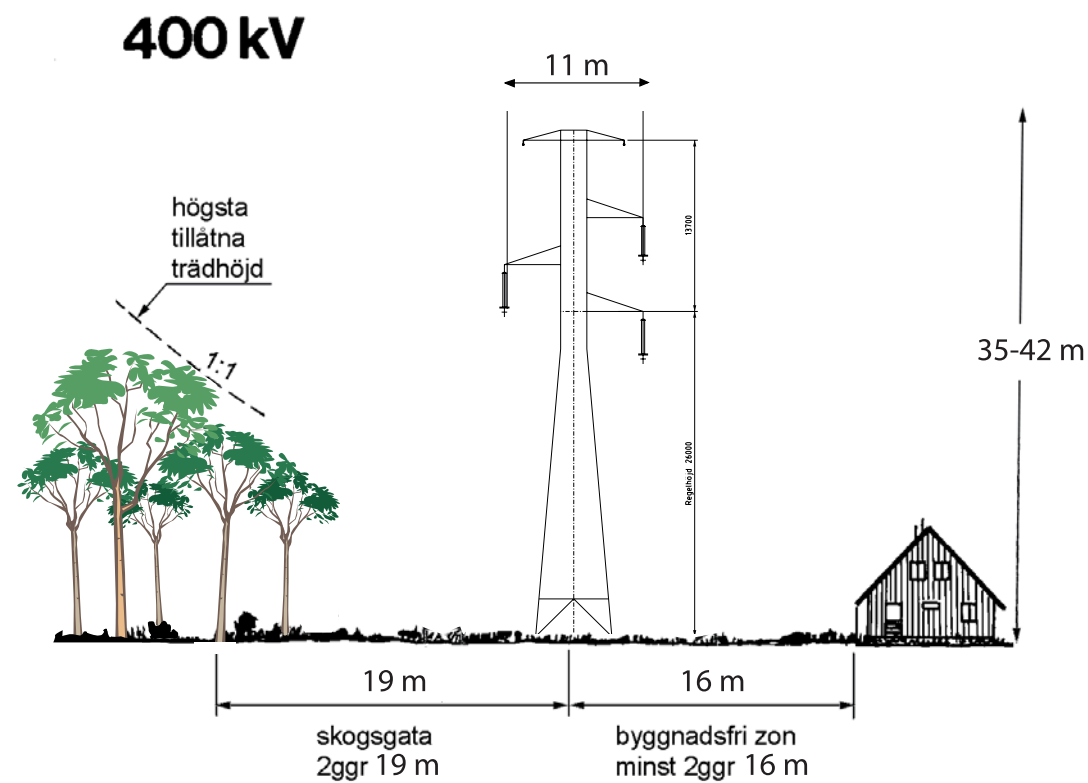 400 kV
11 m
högsta
tillåtna
trädhöjd
1:1
13700
35-42 m
Regelhöjd 26000
19 m
16 m
skogsgata
2ggr 19 m
byggnadsfri zon
minst 2ggr 16 m